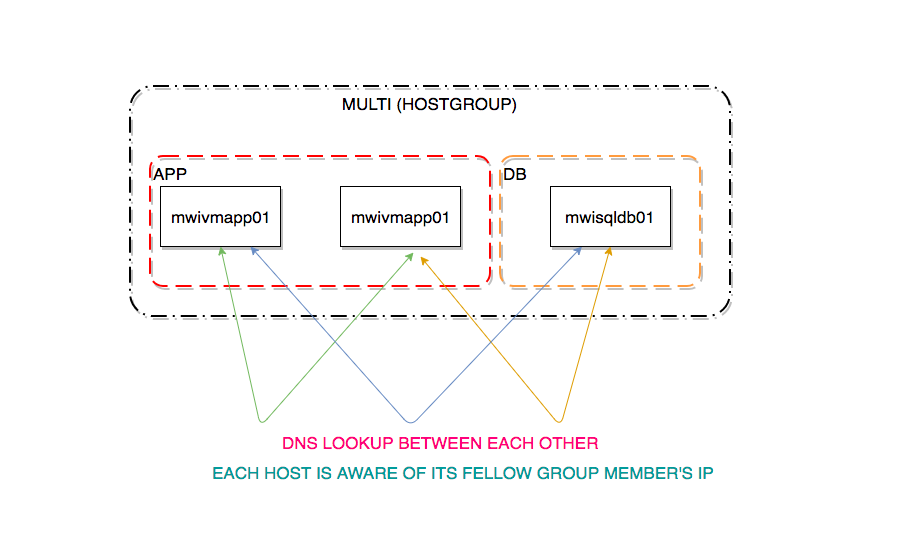 MULTI (HOSTGROUP)
APP
DB
mwivmapp01
mwivmapp01
mwisqldb01
DNS LOOKUP BETWEEN EACH OTHER
EACH HOST IS AWARE OF ITS FELLOW GROUP MEMBER'S IP